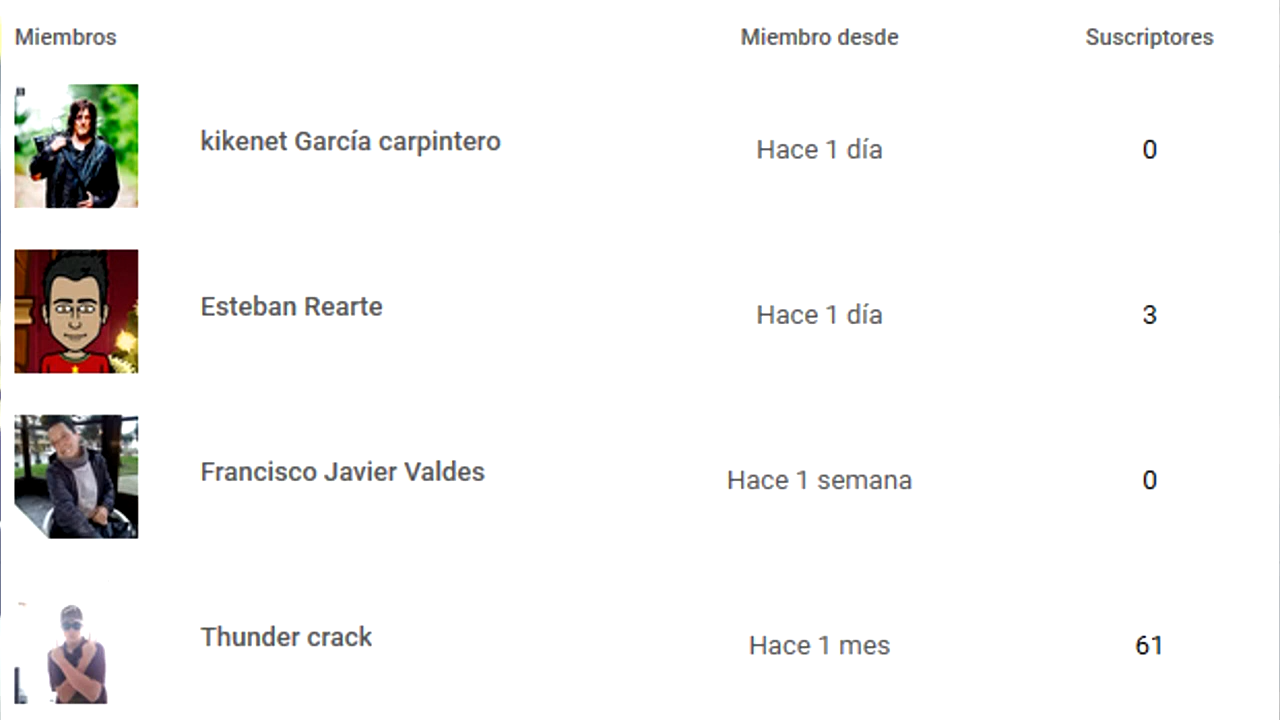 Miembros Miembro desde Suscriptores
kikenet García carpintero Hace 1 día 0
Esteban Rearte Hace 1 día 3
Francisco Javier Valdes Hace 1 semana 0
Thunder crack Hace 1 mes 61